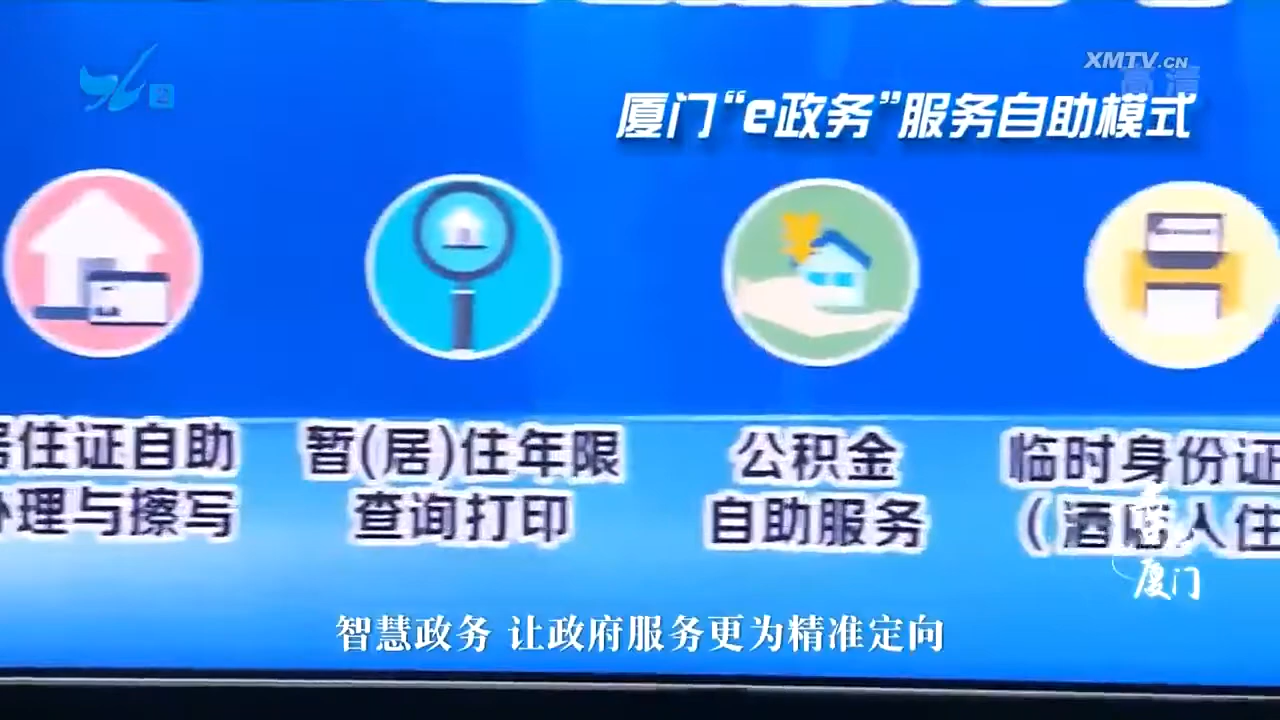 XMTV.CN
高清
厦门“e政务”服务自助模式
居住证自助
办理与擦写
暂(居)住年限
查询打印
公积金
自助服务
临时身份证
（酒店入住
厦门
智慧政务 让政府服务更为精准定向